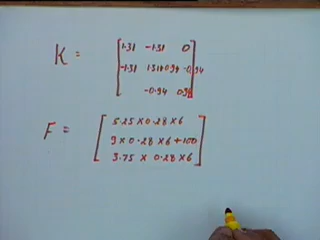 K = [ 1.31 -1.31 0
-1.31 1.31+0.94 -0.94
-0.94 0.94 ]
F = [ 5.25 × 0.28 × 6
9 × 0.28 × 6 + 100
3.75 × 0.28 × 6 ]